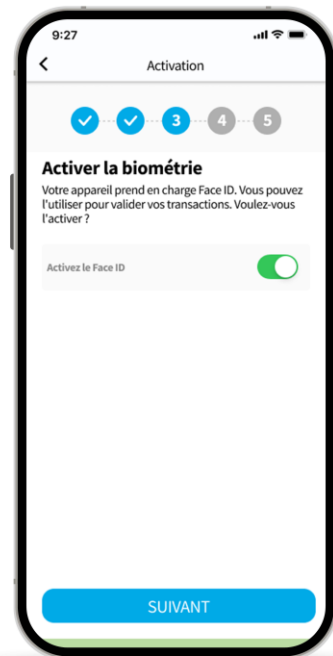 9:27
Activation
3 4 5
Activer la biométrie
Votre appareil prend en charge Face ID. Vous pouvez
l'utiliser pour valider vos transactions. Voulez-vous
l'activer ?
Activez le Face ID
SUIVANT